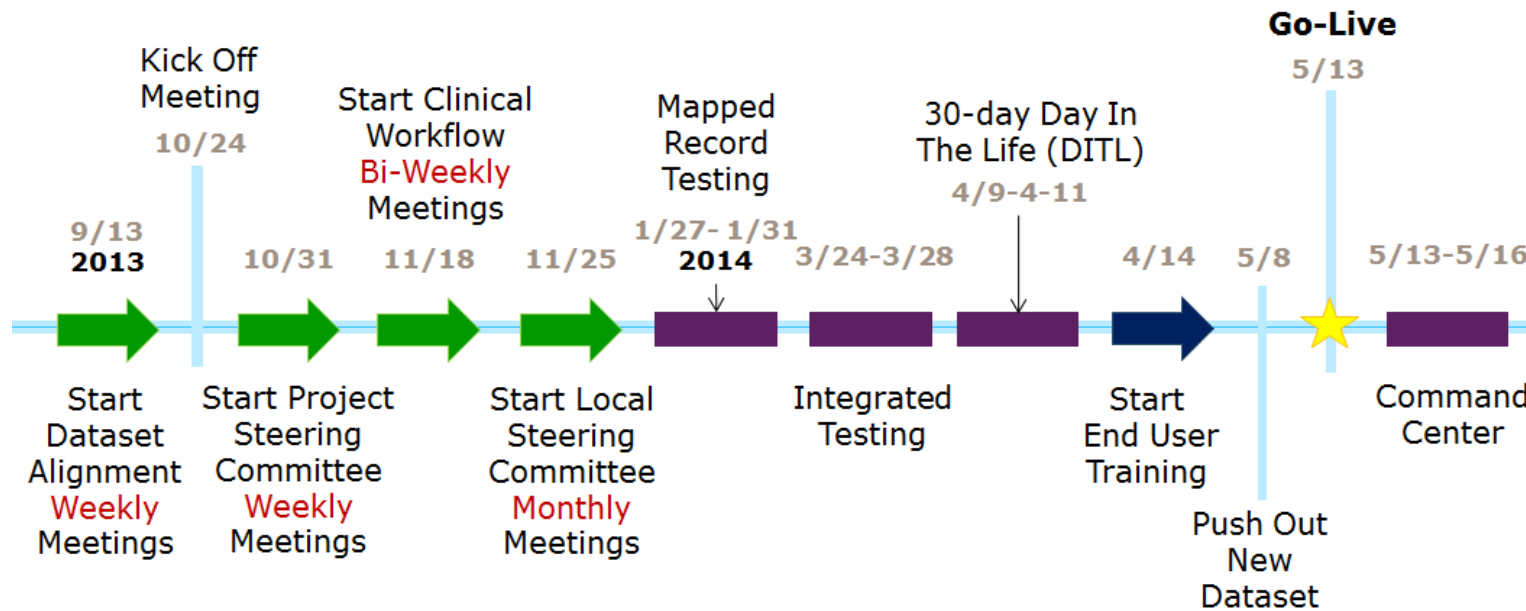 Go-Live
5/13
Kick Off
Meeting
10/24
Start Clinical
Workflow
Bi-Weekly
Meetings
11/18
Mapped
Record
Testing
1/27- 1/31
2014
30-day Day In
The Life (DITL)
4/9-4-11
9/13
2013
10/31
11/25
3/24-3/28
4/14
5/8
5/13-5/16
Start
Dataset
Alignment
Weekly
Meetings
Start Project
Steering
Committee
Weekly
Meetings
Start Local
Steering
Committee
Monthly
Meetings
Integrated
Testing
Start
End User
Training
Push Out
New
Dataset
Command
Center